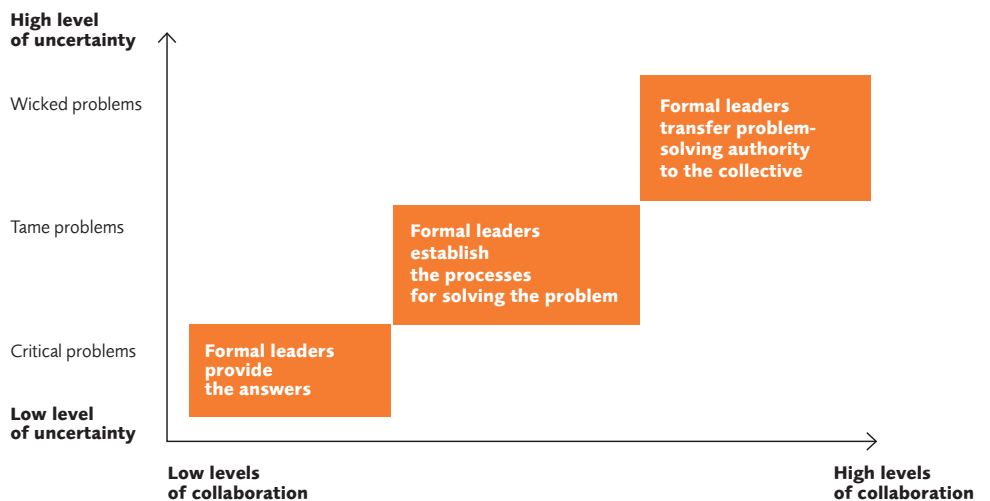 High level
of uncertainty
Wicked problems
Formal leaders
transfer problem-
solving authority
to the collective
Tame problems
Formal leaders
establish
the processes
for solving the problem
Critical problems
Formal leaders
provide
the answers
Low level
of uncertainty
Low levels
of collaboration
High levels
of collaboration